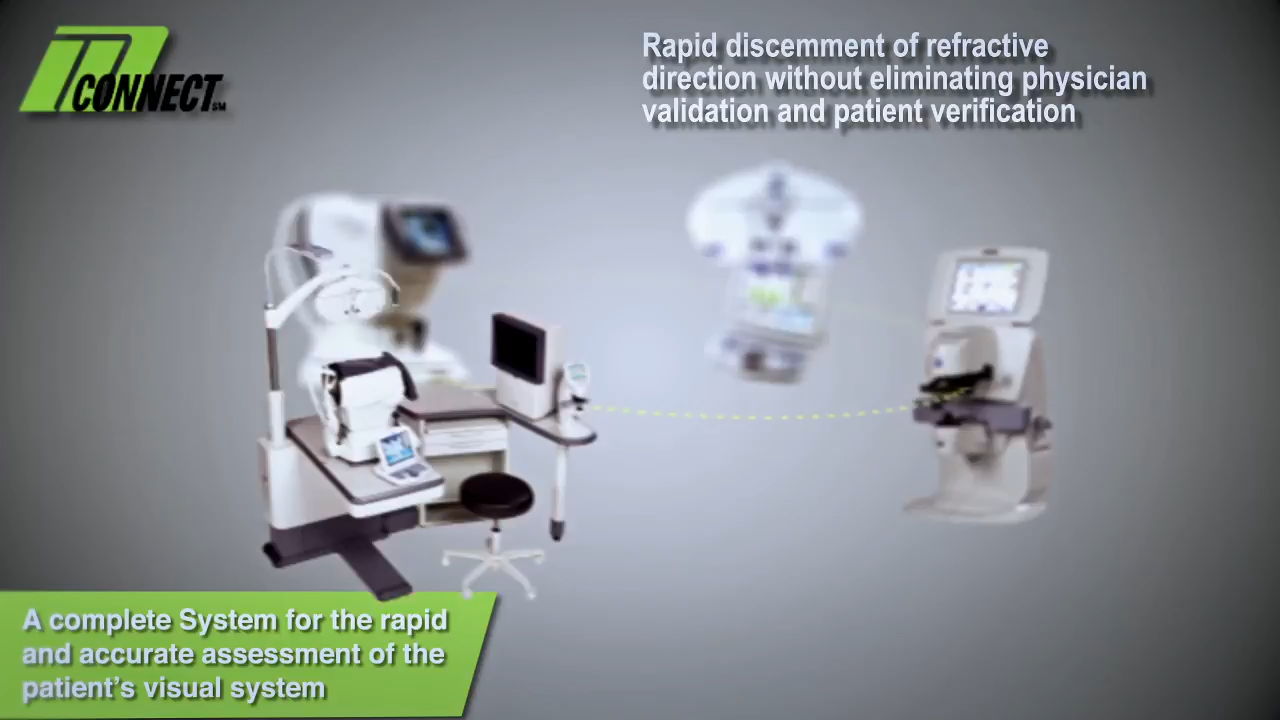 CONNECT SM
Rapid discemment of refractive
direction without eliminating physician
validation and patient verification
A complete System for the rapid
and accurate assessment of the
patient's visual system